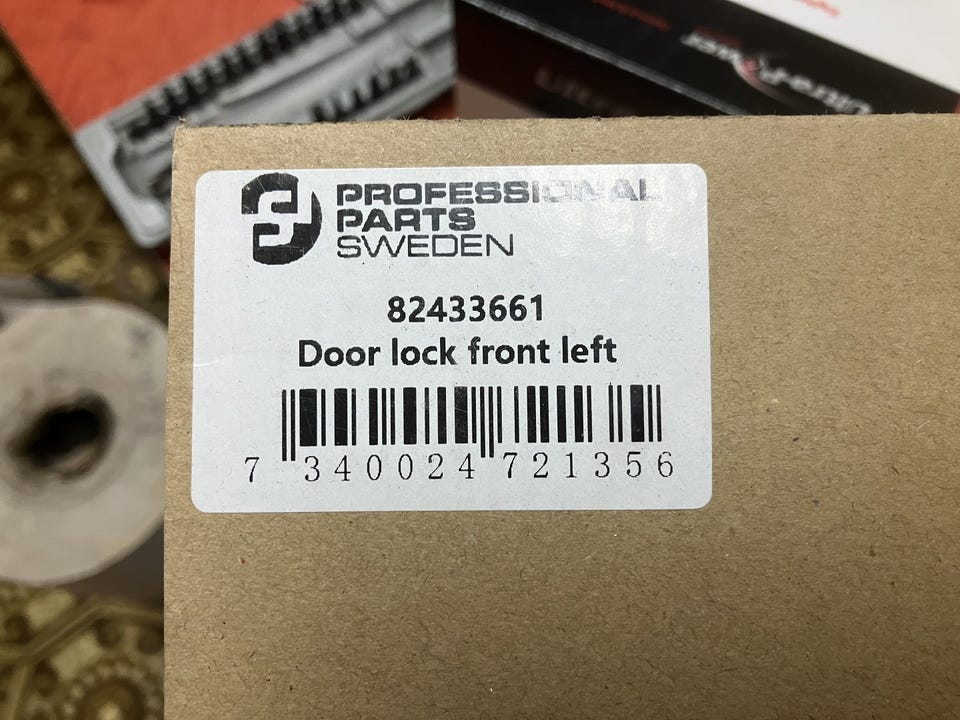 PROFESSIONAL
PARTS
SWEDEN
82433661
Door lock front left
7 340024 721356